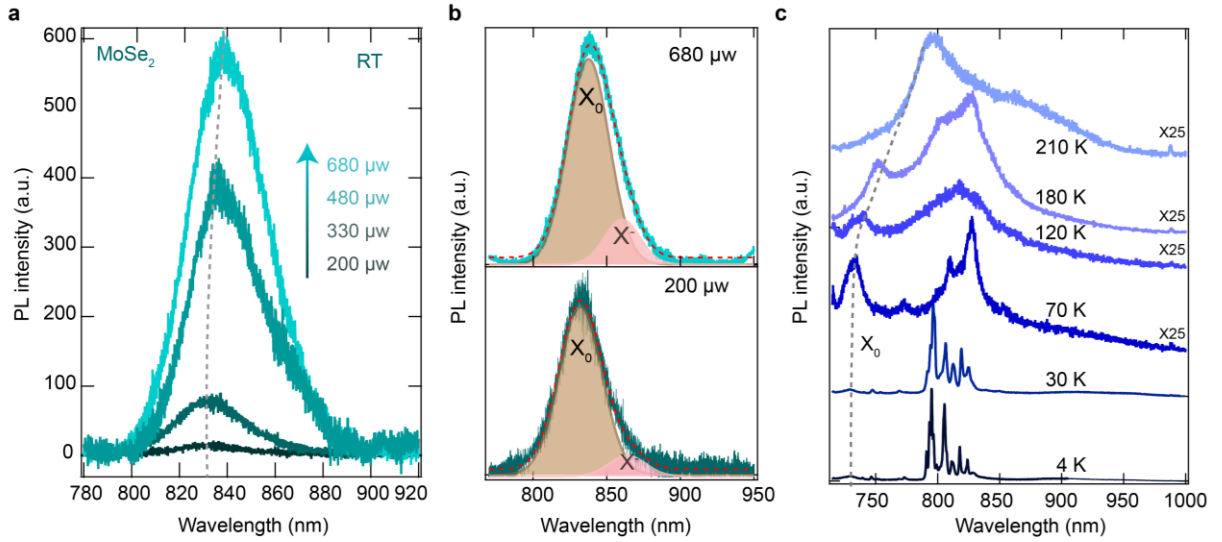 a
MoSe2
RT
680 μw
480 μw
330 μw
200 μw
600
500
400
300
200
100
0
780 800 820 840 860 880 900 920
PL intensity (a.u.)
Wavelength (nm)
b
680 μw
X0
X-
200 μw
X0
X-
800 850 900 950
PL intensity (a.u.)
Wavelength (nm)
c
X25
210 K
180 K
X25
120 K
X25
70 K
X25
X0
30 K
4 K
750 800 850 900 950 1000
PL intensity (a.u.)
Wavelength (nm)